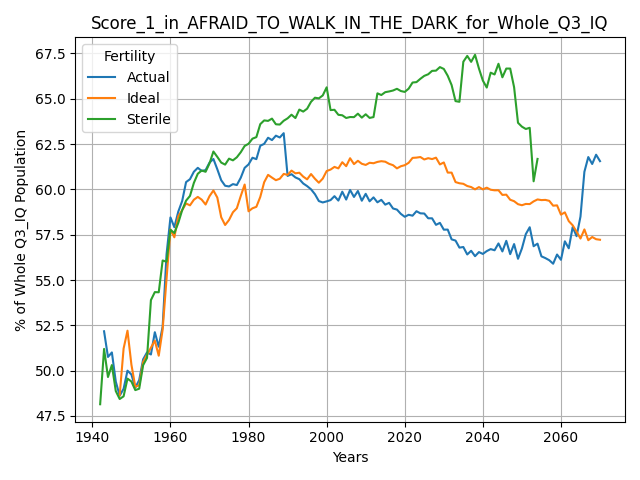 Score_1_in_AFRAID_TO_WALK_IN_THE_DARK_for_Whole_Q3_IQ
Fertility
Actual
Ideal
Sterile
% of Whole Q3_IQ Population
67.5
65.0
62.5
60.0
57.5
55.0
52.5
50.0
47.5
1940 1960 1980 2000 2020 2040 2060
Years